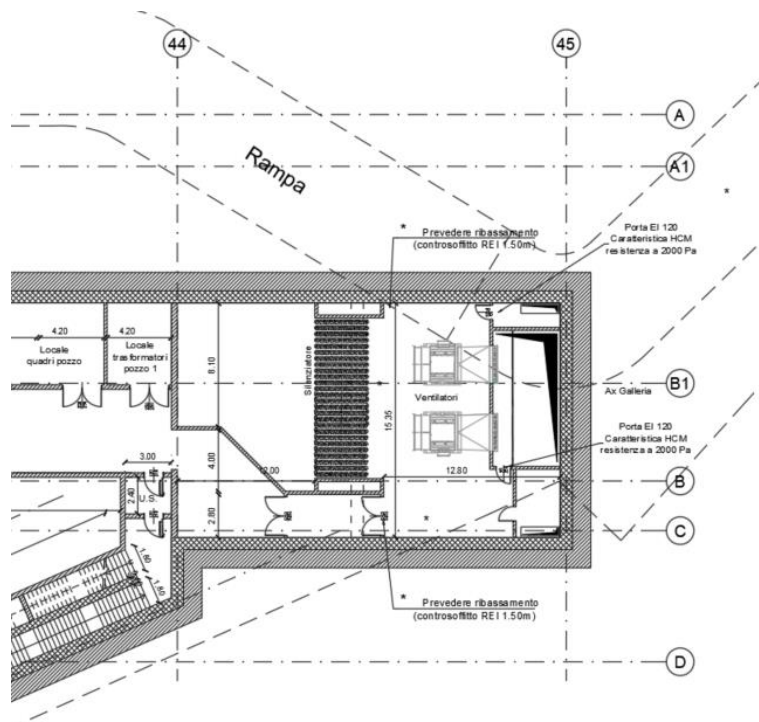 44
45
A
Rampa
A1
*
*
Prevedere ribassamento
(controsoffitto REI 1.50m)
Porta EI 120
Caratteristica HCM
resistenza a 2000 Pa
4.20
4.20
Locale
quadri pozzo
Locale
trasformatori
pozzo 1
8.10
Silenziatore
*
15.35
Ventilatori
B1
Ax Galleria
Porta EI 120
Caratteristica HCM
resistenza a 2000 Pa
3.00
4.00
12.00
12.80
B
2.40
U.S.
2.80
*
C
1.80
1.80
*
Prevedere ribassamento
(controsoffitto REI 1.50m)
D